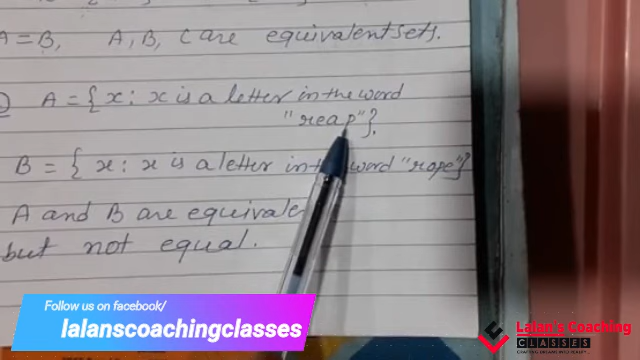 A = B, A, B, C are equivalent sets.
A = { x : x is a letter in the word
"reap"}.
B = { x : x is a letter in the word "rope"}
A and B are equivale
but not equal.
Follow us on facebook/
lalanscoachingclasses
Lalan's Coaching
CLASSES